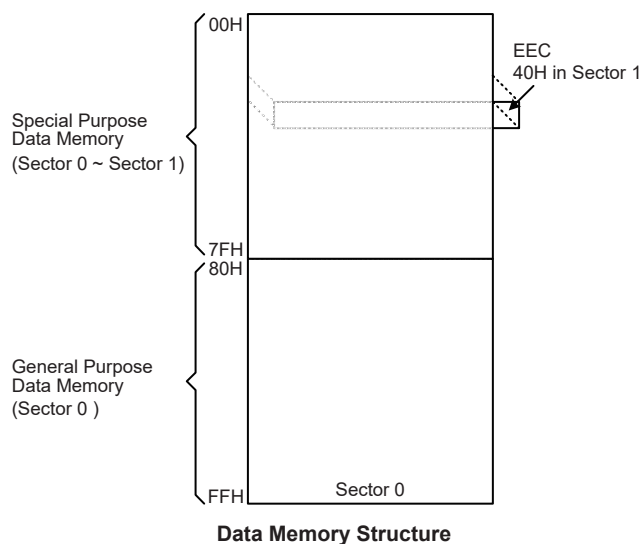 00H
EEC
40H in Sector 1
Special Purpose
Data Memory
(Sector 0 ~ Sector 1)
7FH
80H
General Purpose
Data Memory
(Sector 0 )
FFH
Sector 0
Data Memory Structure